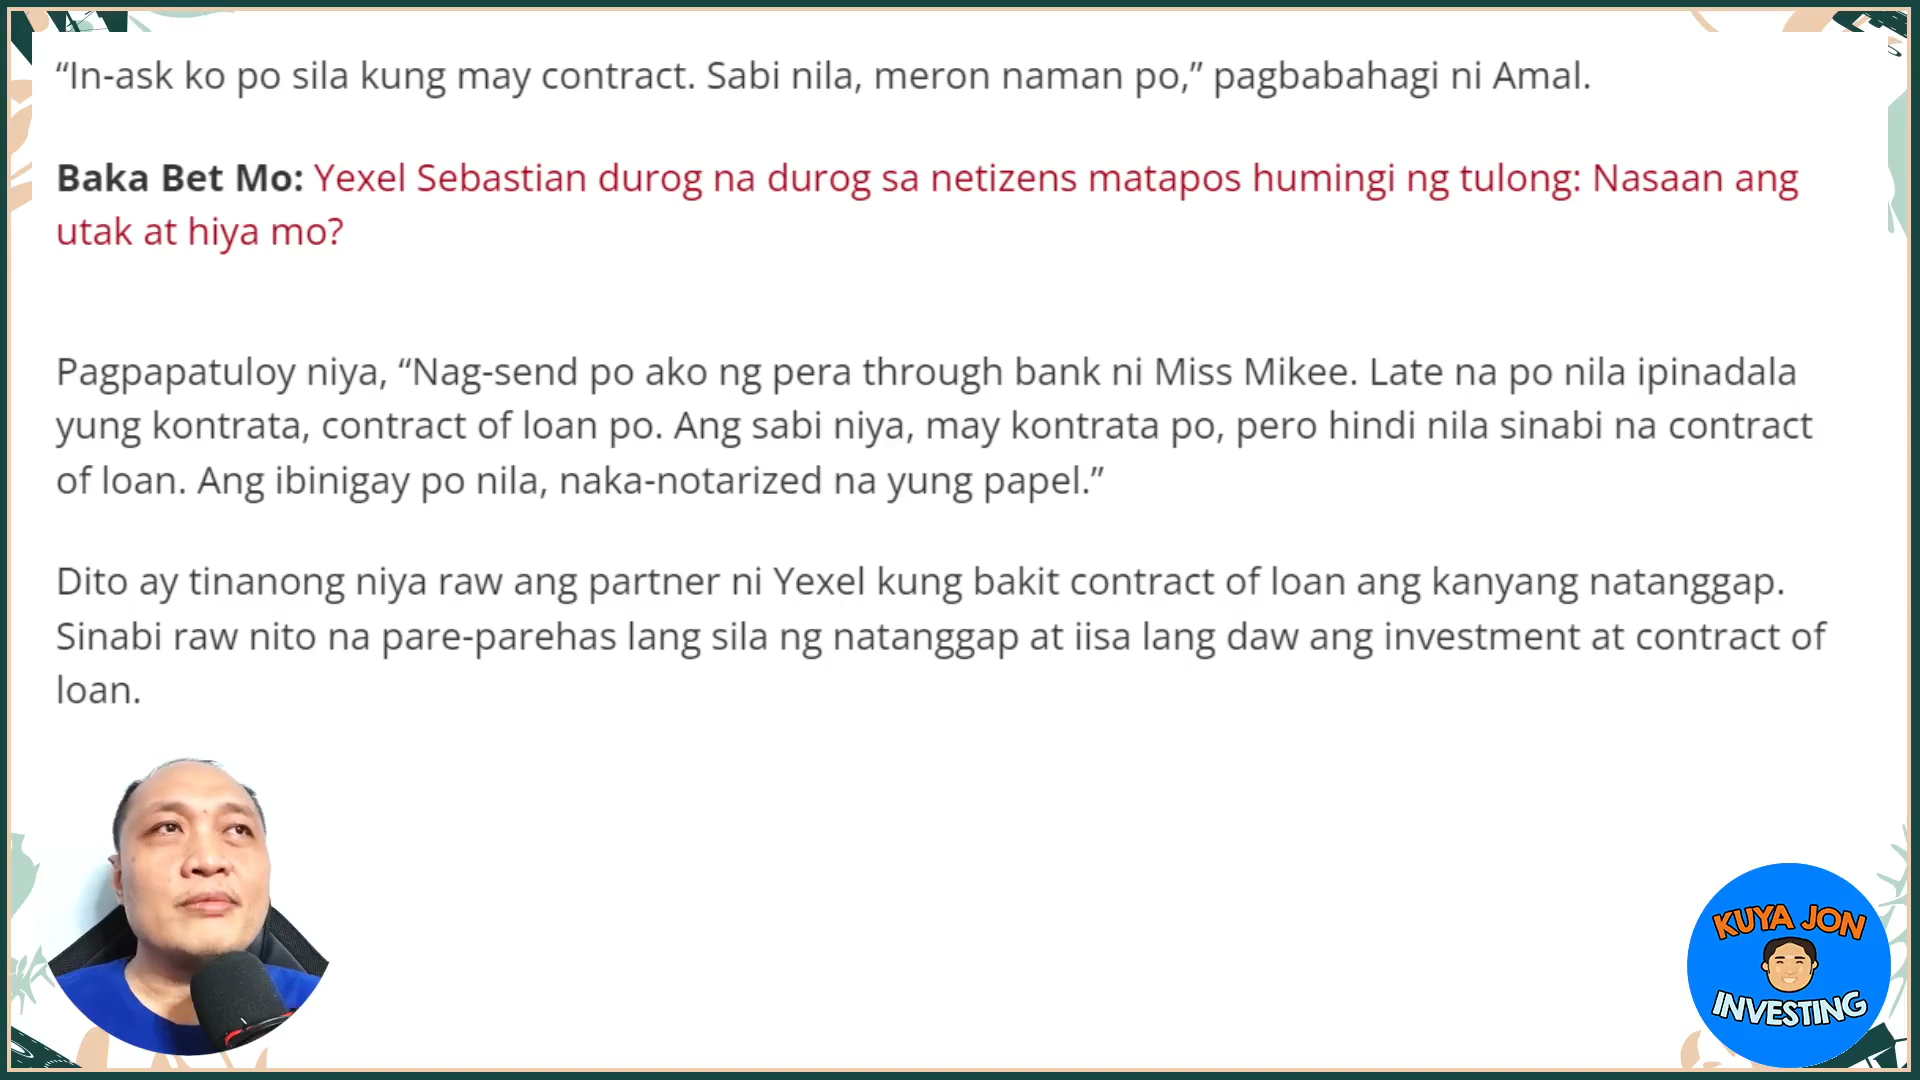 “In-ask ko po sila kung may contract. Sabi nila, meron naman po,” pagbabahagi ni Amal.
Baka Bet Mo: Yexel Sebastian durog na durog sa netizens matapos humingi ng tulong: Nasaan ang
utak at hiya mo?
Pagpapatuloy niya, “Nag-send po ako ng pera through bank ni Miss Mikee. Late na po nila ipinadala
yung kontrata, contract of loan po. Ang sabi niya, may kontrata po, pero hindi nila sinabi na contract
of loan. Ang ibinigay po nila, naka-notarized na yung papel.”
Dito ay tinanong niya raw ang partner ni Yexel kung bakit contract of loan ang kanyang natanggap.
Sinabi raw nito na pare-parehas lang sila ng natanggap at iisa lang daw ang investment at contract of
loan.
KUYA JON
INVESTING